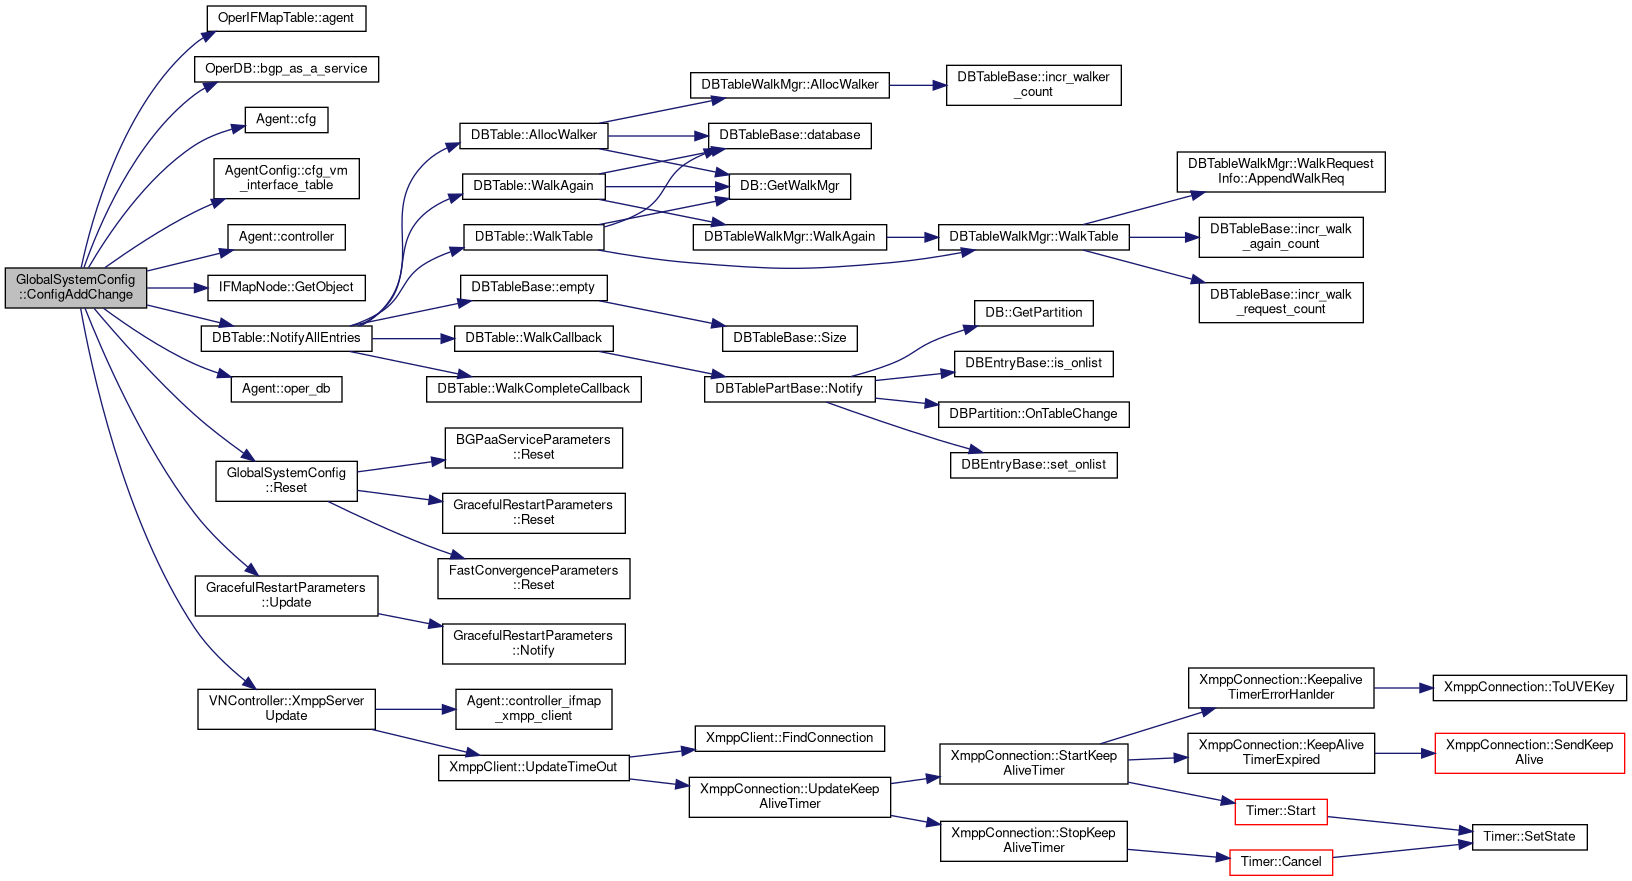 GlobalSystemConfig
::ConfigAddChange
OperIFMapTable::agent
OperDB::bgp_as_a_service
Agent::cfg
AgentConfig::cfg_vm
_interface_table
Agent::controller
IFMapNode::GetObject
DBTable::NotifyAllEntries
Agent::oper_db
GlobalSystemConfig
::Reset
GracefulRestartParameters
::Update
VNController::XmppServer
Update
DBTable::AllocWalker
DBTable::WalkAgain
DBTable::WalkTable
DBTableBase::empty
DBTable::WalkCallback
DBTable::WalkCompleteCallback
BGPaaServiceParameters
::Reset
GracefulRestartParameters
::Reset
FastConvergenceParameters
::Reset
GracefulRestartParameters
::Notify
Agent::controller_ifmap
_xmpp_client
XmppClient::UpdateTimeOut
DBTableWalkMgr::AllocWalker
DBTableBase::database
DB::GetWalkMgr
DBTableWalkMgr::WalkAgain
DBTableBase::Size
DBTablePartBase::Notify
XmppClient::FindConnection
XmppConnection::UpdateKeep
AliveTimer
DBTableBase::incr_walker
_count
DBTableWalkMgr::WalkTable
DB::GetPartition
DBEntryBase::is_onlist
DBPartition::OnTableChange
DBEntryBase::set_onlist
XmppConnection::StartKeep
AliveTimer
XmppConnection::StopKeep
AliveTimer
DBTableWalkMgr::WalkRequest
Info::AppendWalkReq
DBTableBase::incr_walk
_again_count
DBTableBase::incr_walk
_request_count
XmppConnection::Keepalive
TimerErrorHanlder
XmppConnection::KeepAlive
TimerExpired
Timer::Start
Timer::Cancel
XmppConnection::ToUVEKey
XmppConnection::SendKeep
Alive
Timer::SetState